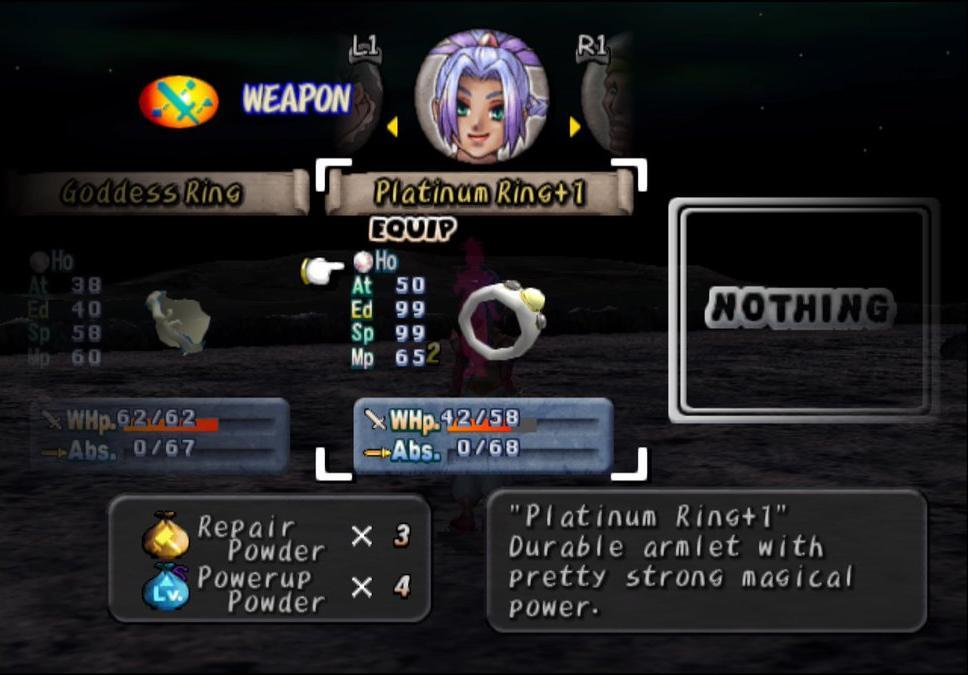 L1
R1
WEAPON
Goddess Ring
Platinum Ring+1
EQUIP
Ho
At 38
Ed 40
Sp 58
Mp 60
Ho
At 50
Ed 99
Sp 99
Mp 652
NOTHING
WHp. 62/62
Abs. 0/67
WHp. 42/58
Abs. 0/68
Repair
Powder × 3
Lv. Powerup
Powder × 4
"Platinum Ring+1"
Durable armlet with
pretty strong magical
power.